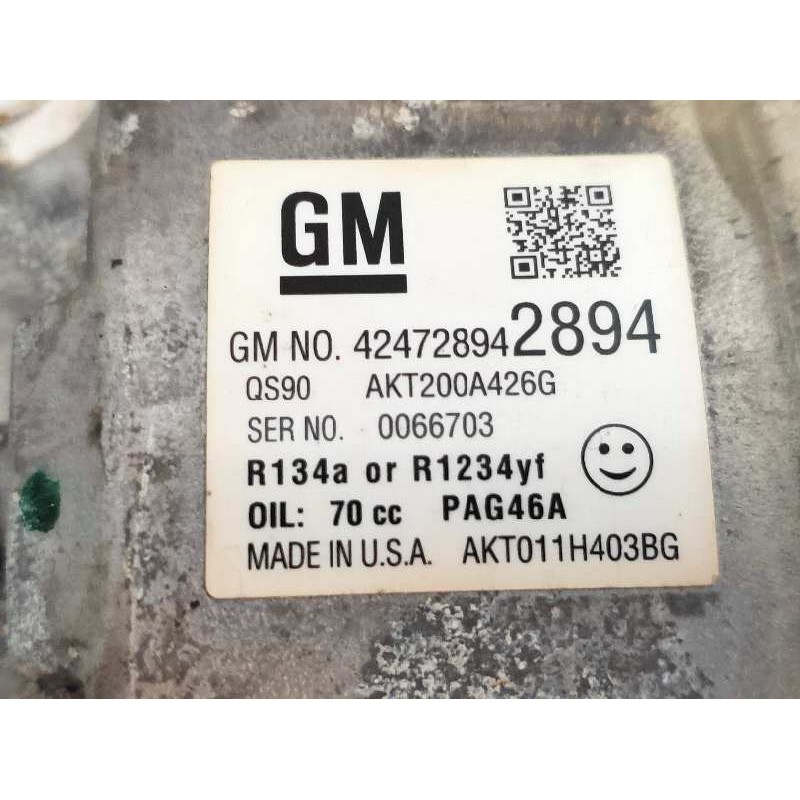 GM
GM NO. 42472894 2894
QS90 AKT200A426G
SER NO. 0066703
R134a or R1234yf
OIL: 70 cc PAG46A
MADE IN U.S.A. AKT011H403BG